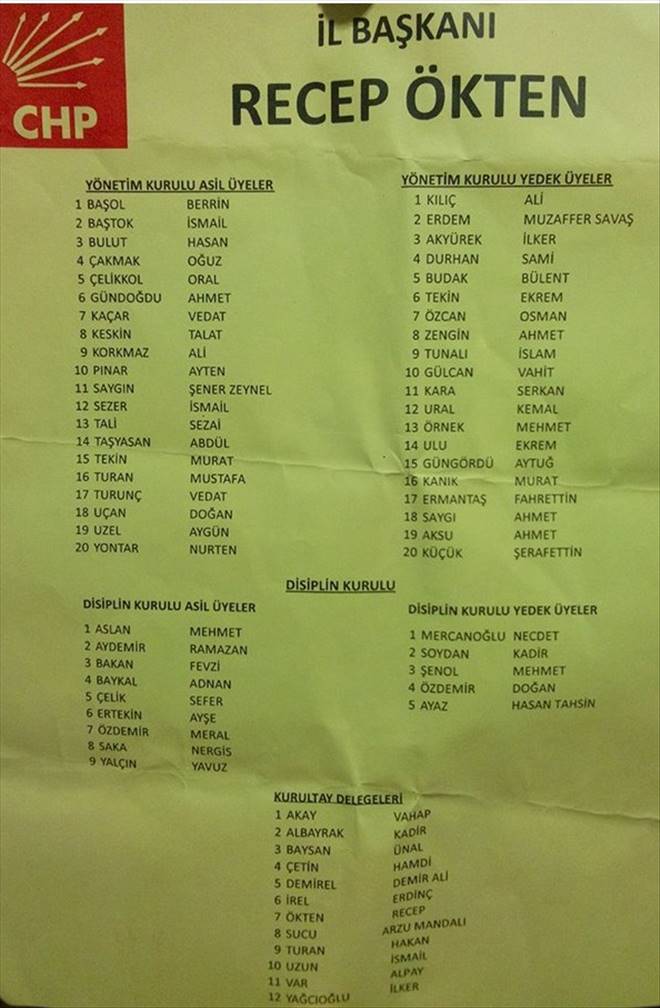 CHP
İL BAŞKANI
RECEP ÖKTEN
YÖNETİM KURULU ASİL ÜYELER
1 BAŞOL BERRİN
2 BAŞTOK İSMAİL
3 BULUT HASAN
4 ÇAKMAK OĞUZ
5 ÇELİKKOL ORAL
6 GÜNDOĞDU AHMET
7 KAÇAR VEDAT
8 KESKİN TALAT
9 KORKMAZ ALİ
10 PINAR AYTEN
11 SAYGIN ŞENER ZEYNEL
12 SEZER İSMAİL
13 TALİ SEZAİ
14 TAŞYASAN ABDÜL
15 TEKİN MURAT
16 TURAN MUSTAFA
17 TURUNÇ VEDAT
18 UÇAN DOĞAN
19 UZEL AYGÜN
20 YONTAR NURTEN
YÖNETİM KURULU YEDEK ÜYELER
1 KILIÇ ALİ
2 ERDEM MUZAFFER SAVAŞ
3 AKYÜREK İLKER
4 DURHAN SAMİ
5 BUDAK BÜLENT
6 TEKİN EKREM
7 ÖZCAN OSMAN
8 ZENGİN AHMET
9 TUNALI İSLAM
10 GÜLCAN VAHİT
11 KARA SERKAN
12 URAL KEMAL
13 ÖRNEK MEHMET
14 ULU EKREM
15 GÜNGÖRDÜ AYTUĞ
16 KANIK MURAT
17 ERMANTAŞ FAHRETTİN
18 SAYGI AHMET
19 AKSU AHMET
20 KÜÇÜK ŞERAFETTİN
DİSİPLİN KURULU
DİSİPLİN KURULU ASİL ÜYELER
1 ASLAN MEHMET
2 AYDEMİR RAMAZAN
3 BAKAN FEVZİ
4 BAYKAL ADNAN
5 ÇELİK SEFER
6 ERTEKİN AYŞE
7 ÖZDEMİR MERAL
8 SAKA NERGİS
9 YALÇIN YAVUZ
DİSİPLİN KURULU YEDEK ÜYELER
1 MERCANOĞLU NECDET
2 SOYDAN KADİR
3 ŞENOL MEHMET
4 ÖZDEMİR DOĞAN
5 AYAZ HASAN TAHSİN
KURULTAY DELEGELERİ
1 AKAY VAHAP
2 ALBAYRAK KADİR
3 BAYSAN ÜNAL
4 ÇETİN HAMDİ
5 DEMİREL DEMİR ALİ
6 İREL ERDİNÇ
7 ÖKTEN RECEP
8 SUCU ARZU MANDALI
9 TURAN HAKAN
10 UZUN İSMAİL
11 VAR ALPAY
12 YAĞCIOĞLU İLKER